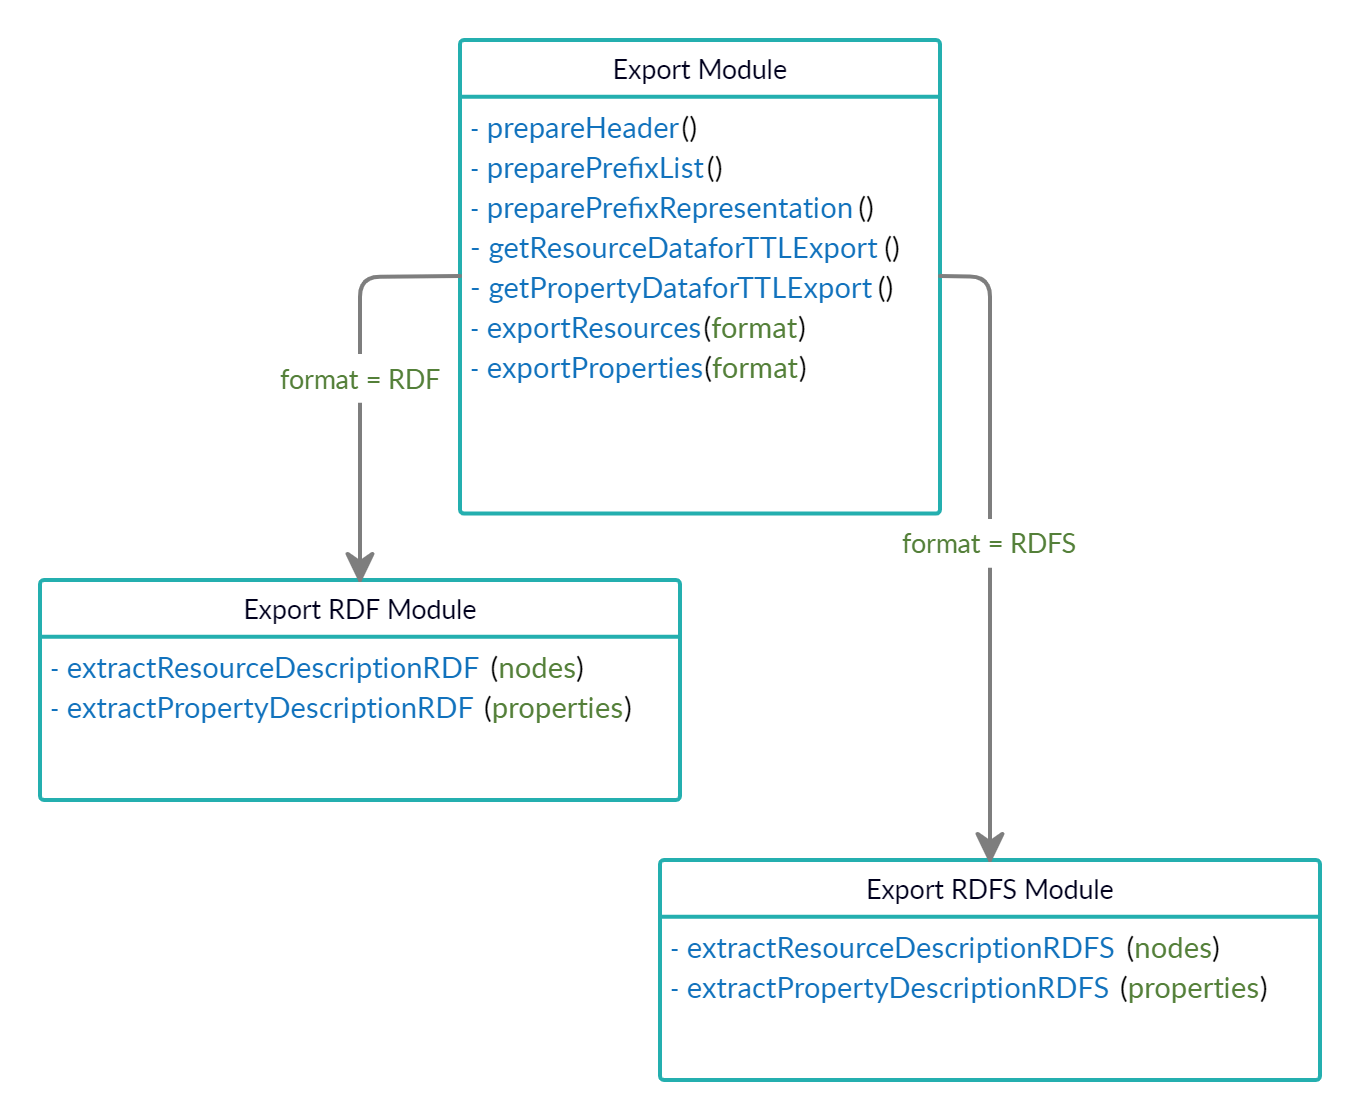 Export Module
- prepareHeader()
- preparePrefixList()
- preparePrefixRepresentation ()
- getResourceDataforTTLExport ()
- getPropertyDataforTTLExport ()
- exportResources(format)
- exportProperties(format)
format = RDF
format = RDFS
Export RDF Module
- extractResourceDescriptionRDF (nodes)
- extractPropertyDescriptionRDF (properties)
Export RDFS Module
- extractResourceDescriptionRDFS (nodes)
- extractPropertyDescriptionRDFS (properties)